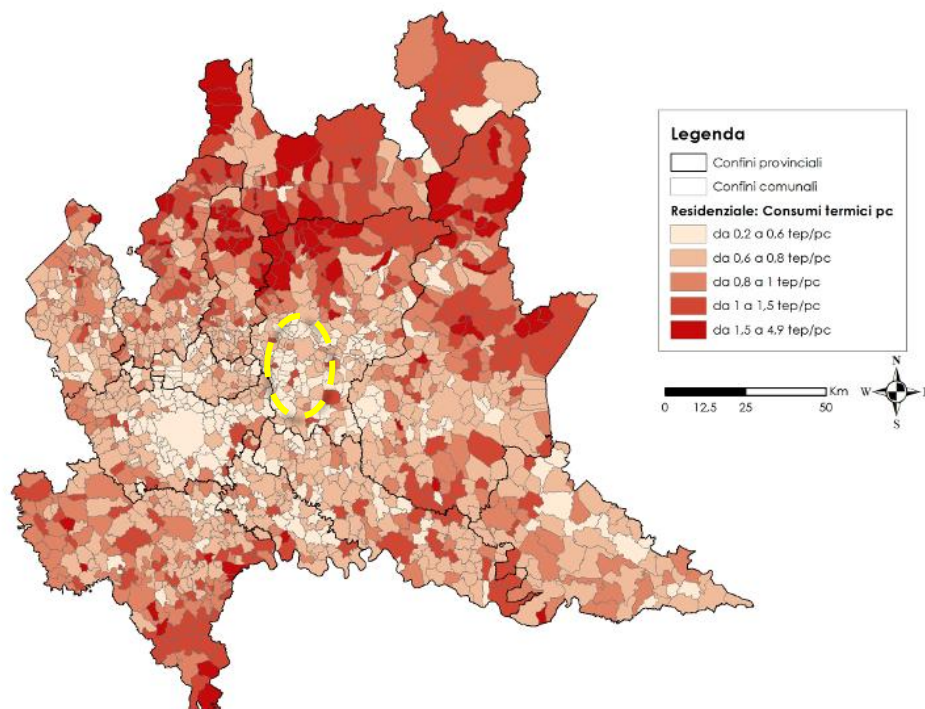 Legenda
Confini provinciali
Confini comunali
Residenziale: Consumi termici pc
da 0,2 a 0,6 tep/pc
da 0,6 a 0,8 tep/pc
da 0,8 a 1 tep/pc
da 1 a 1,5 tep/pc
da 1,5 a 4,9 tep/pc
N
Km
W
E
0 12,5 25 50
S